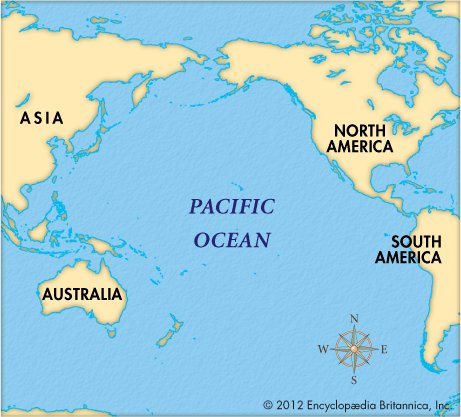 ASIA
NORTH
AMERICA
PACIFIC
OCEAN
SOUTH
AMERICA
AUSTRALIA
N
W
E
S
© 2012 Encyclopædia Britannica, Inc.